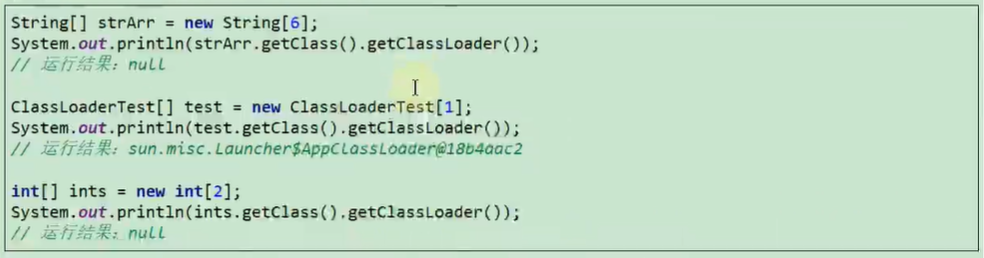 String[] strArr = new String[6];
System.out.println(strArr.getClass().getClassLoader());
// 运行结果：null
ClassLoaderTest[] test = new ClassLoaderTest[1];
System.out.println(test.getClass().getClassLoader());
// 运行结果：sun.misc.Launcher$AppClassLoader@18b4aac2
int[] ints = new int[2];
System.out.println(ints.getClass().getClassLoader());
// 运行结果：null